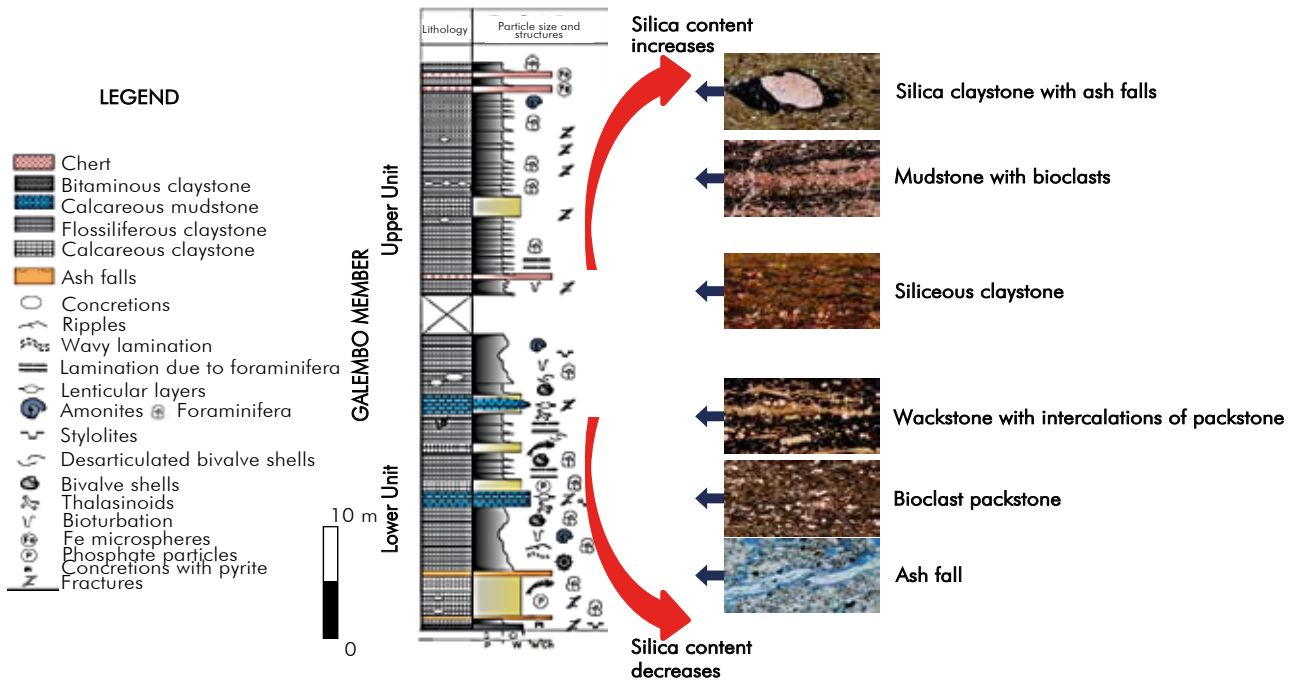 LEGEND
Chert
Bitaminous claystone
Calcareous mudstone
Flossiliferous claystone
Calcareous claystone
Ash falls
Concretions
Ripples
Wavy lamination
Lamination due to foraminifera
Lenticular layers
Amonites Foraminifera
Stylolites
Desarticulated bivalve shells
Bivalve shells
Thalasinoids
Bioturbation
Fe microspheres
Phosphate particles
Concretions with pyrite
Fractures
10 m
0
GALEMBO MEMBER
Upper Unit
Lower Unit
Lithology
Particle size and
structures
Silica content
increases
Silica content
decreases
Silica claystone with ash falls
Mudstone with bioclasts
Siliceous claystone
Wackstone with intercalations of packstone
Bioclast packstone
Ash fall